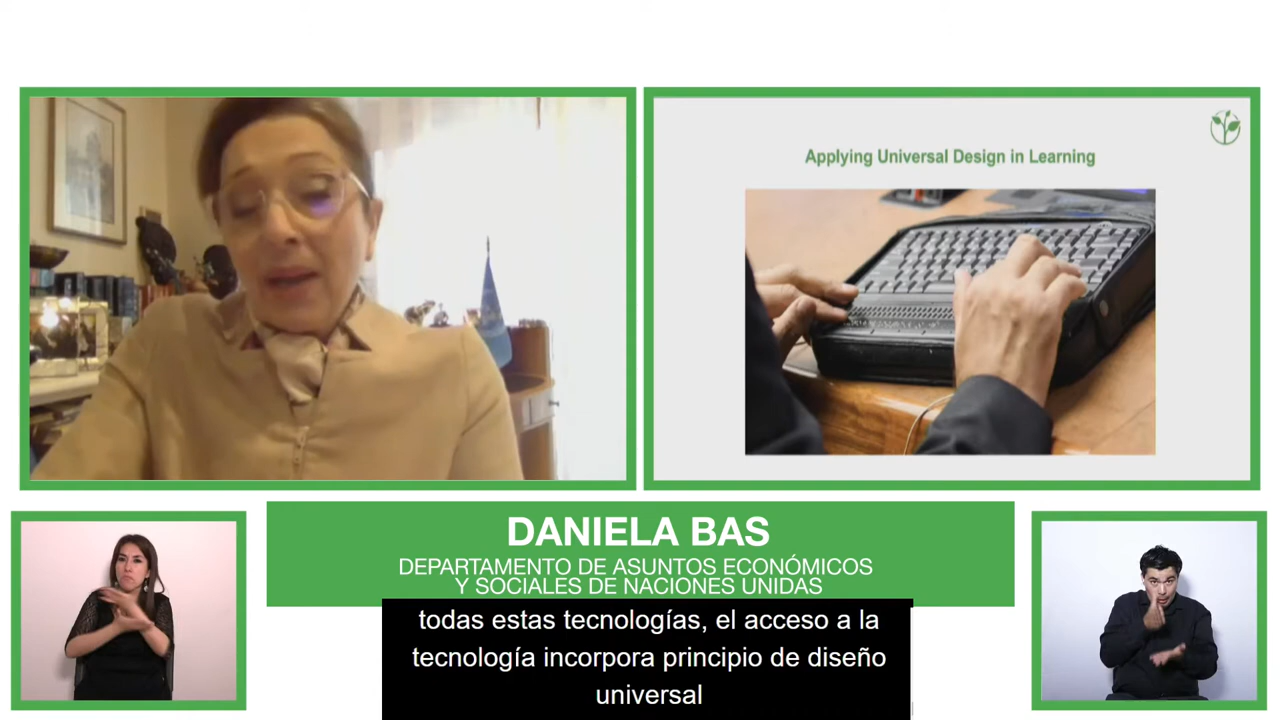 Applying Universal Design in Learning
DANIELA BAS
DEPARTAMENTO DE ASUNTOS ECONÓMICOS
Y SOCIALES DE NACIONES UNIDAS
todas estas tecnologías, el acceso a la
tecnología incorpora principio de diseño
universal